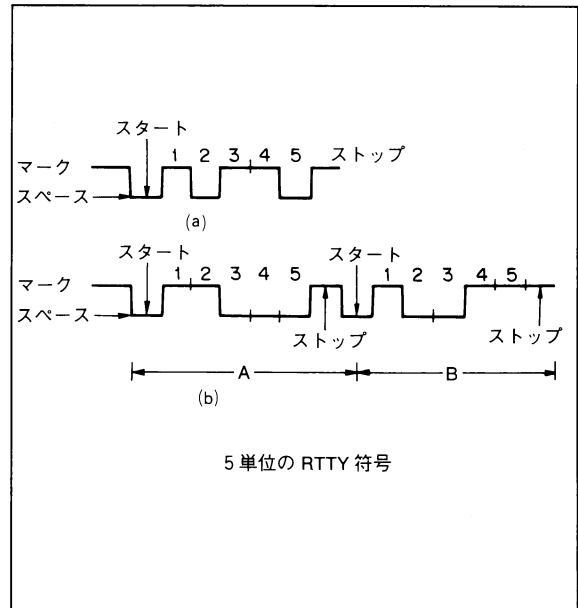 スタート
1 2 3 4 5 ストップ
マーク
スペース
(a)
スタート スタート
1 2 3 4 5 1 2 3 4 5
マーク
スペース
ストップ ストップ
A B
(b)
5単位の RTTY 符号